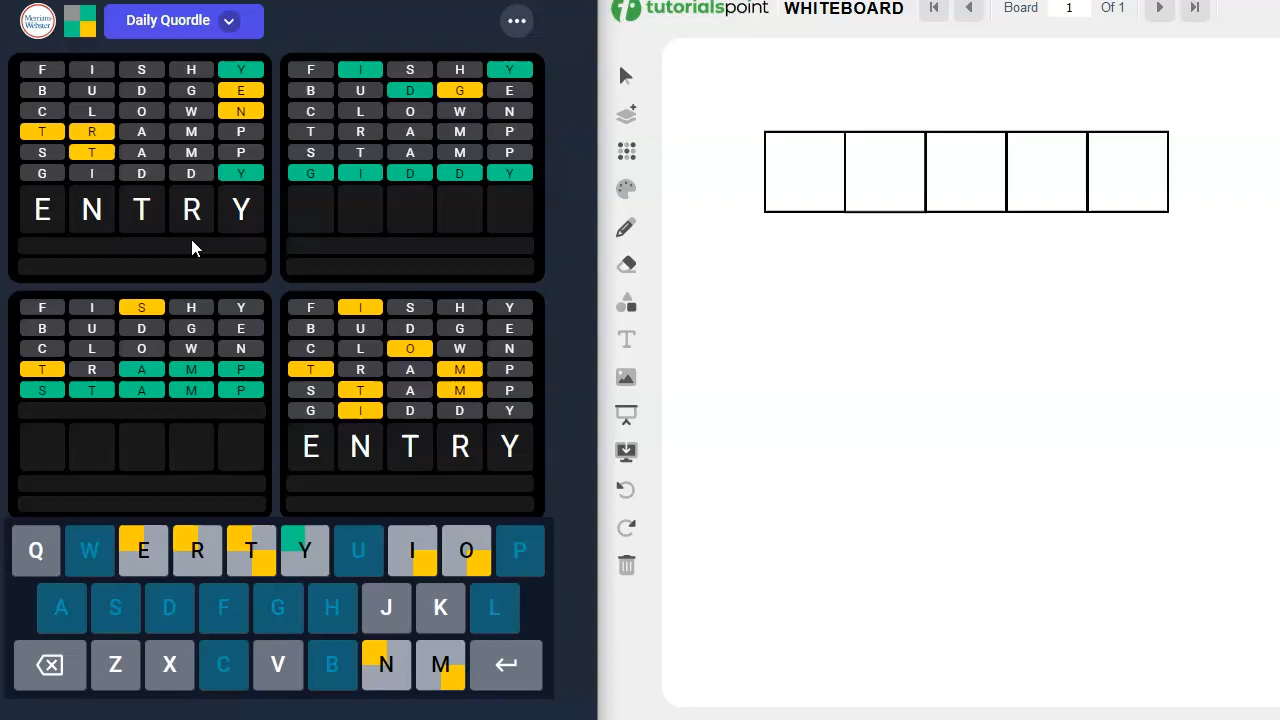 Merriam-Webster
Daily Quordle
tutorialspoint WHITEBOARD
Board 1 Of 1
F I S H Y
B U D G E
C L O W N
T R A M P
S T A M P
G I D D Y
E N T R Y
F I S H Y
B U D G E
C L O W N
T R A M P
S T A M P
G I D D Y
F I S H Y
B U D G E
C L O W N
T R A M P
S T A M P
F I S H Y
B U D G E
C L O W N
T R A M P
S T A M P
G I D D Y
E N T R Y
Q W E R T Y U I O P
A S D F G H J K L
Z X C V B N M
T